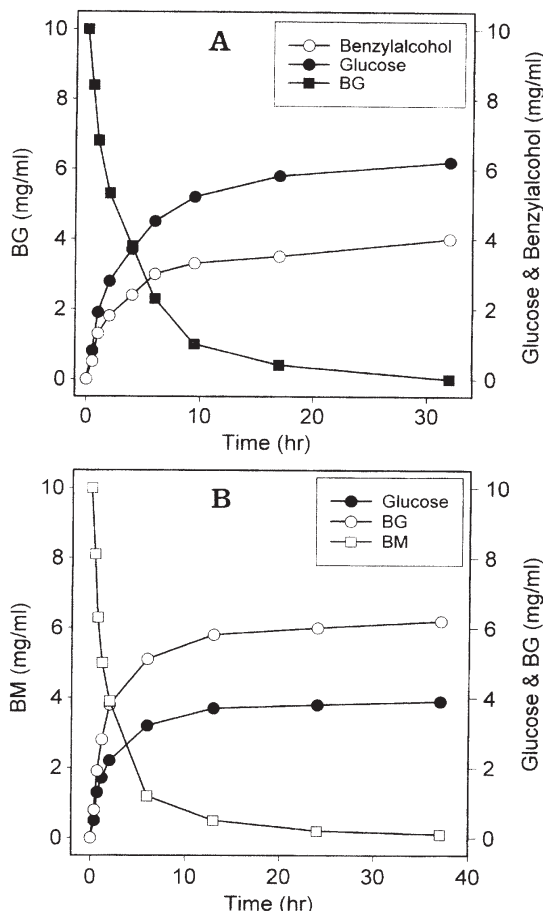 A
Benzylalcohol
Glucose
BG
10
8
6
4
2
0
BG (mg/ml)
10
8
6
4
2
0
Glucose & Benzylalcohol (mg/ml)
0 10 20 30
Time (hr)
B
Glucose
BG
BM
10
8
6
4
2
0
BM (mg/ml)
10
8
6
4
2
0
Glucose & BG (mg/ml)
0 10 20 30 40
Time (hr)